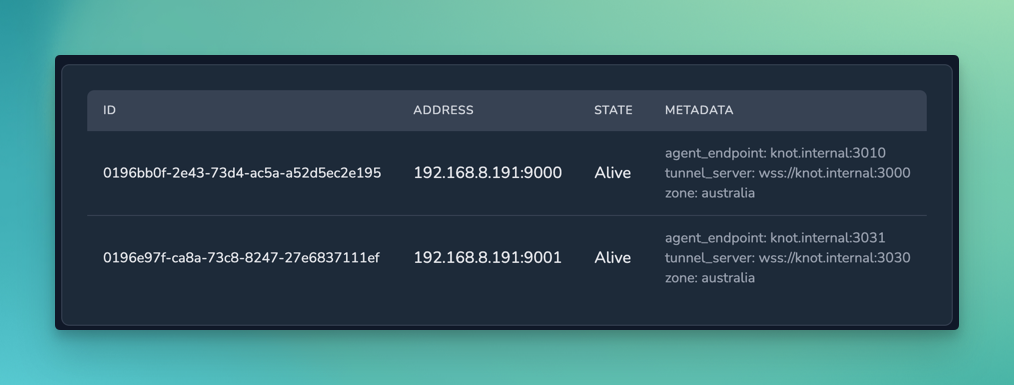 ID ADDRESS STATE METADATA
0196bb0f-2e43-73d4-ac5a-a52d5ec2e195 192.168.8.191:9000 Alive
agent_endpoint: knot.internal:3010
tunnel_server: wss://knot.internal:3000
zone: australia
0196e97f-ca8a-73c8-8247-27e6837111ef 192.168.8.191:9001 Alive
agent_endpoint: knot.internal:3031
tunnel_server: wss://knot.internal:3030
zone: australia